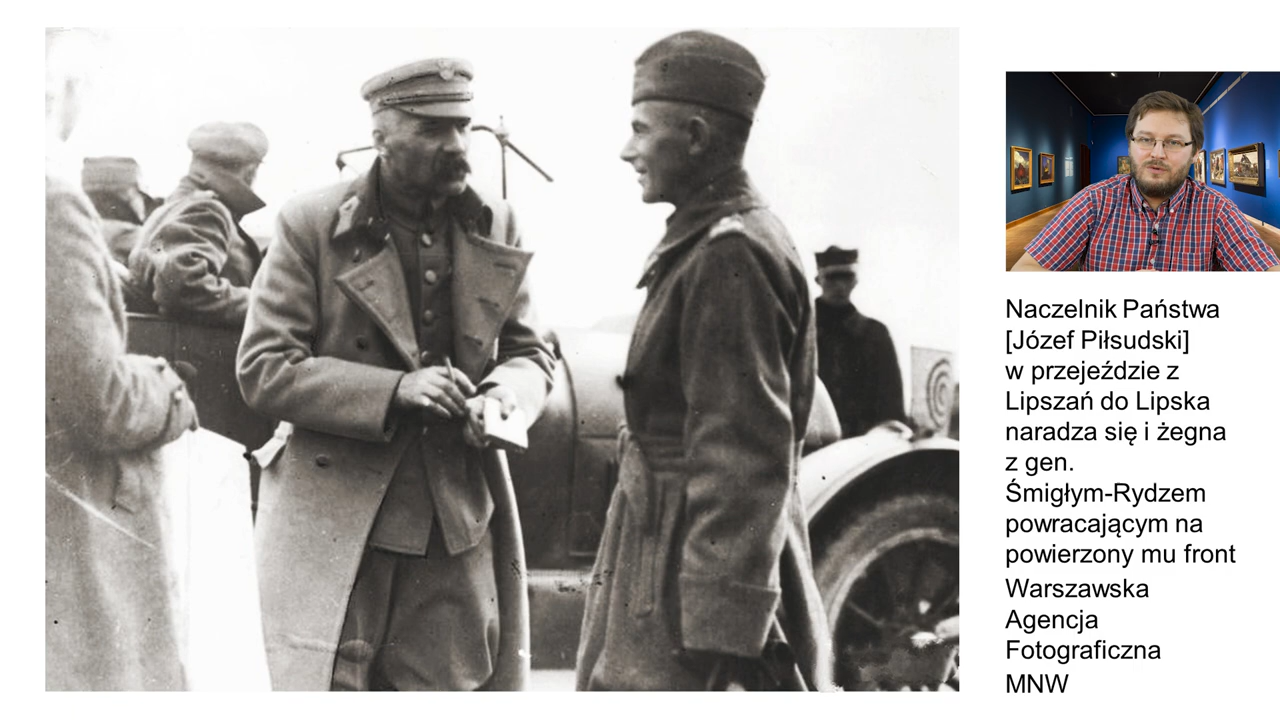 Naczelnik Państwa
[Józef Piłsudski]
w przejeździe z
Lipszań do Lipska
naradza się i żegna
z gen.
Śmigłym-Rydzem
powracającym na
powierzony mu front
Warszawska
Agencja
Fotograficzna
MNW